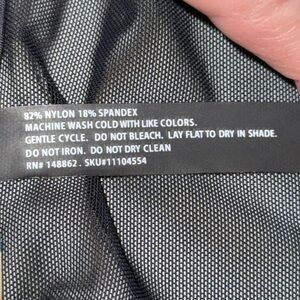 82% NYLON 18% SPANDEX
MACHINE WASH COLD WITH LIKE COLORS.
GENTLE CYCLE. DO NOT BLEACH. LAY FLAT TO DRY IN SHADE.
DO NOT IRON. DO NOT DRY CLEAN
RN# 148862. SKU#11104554